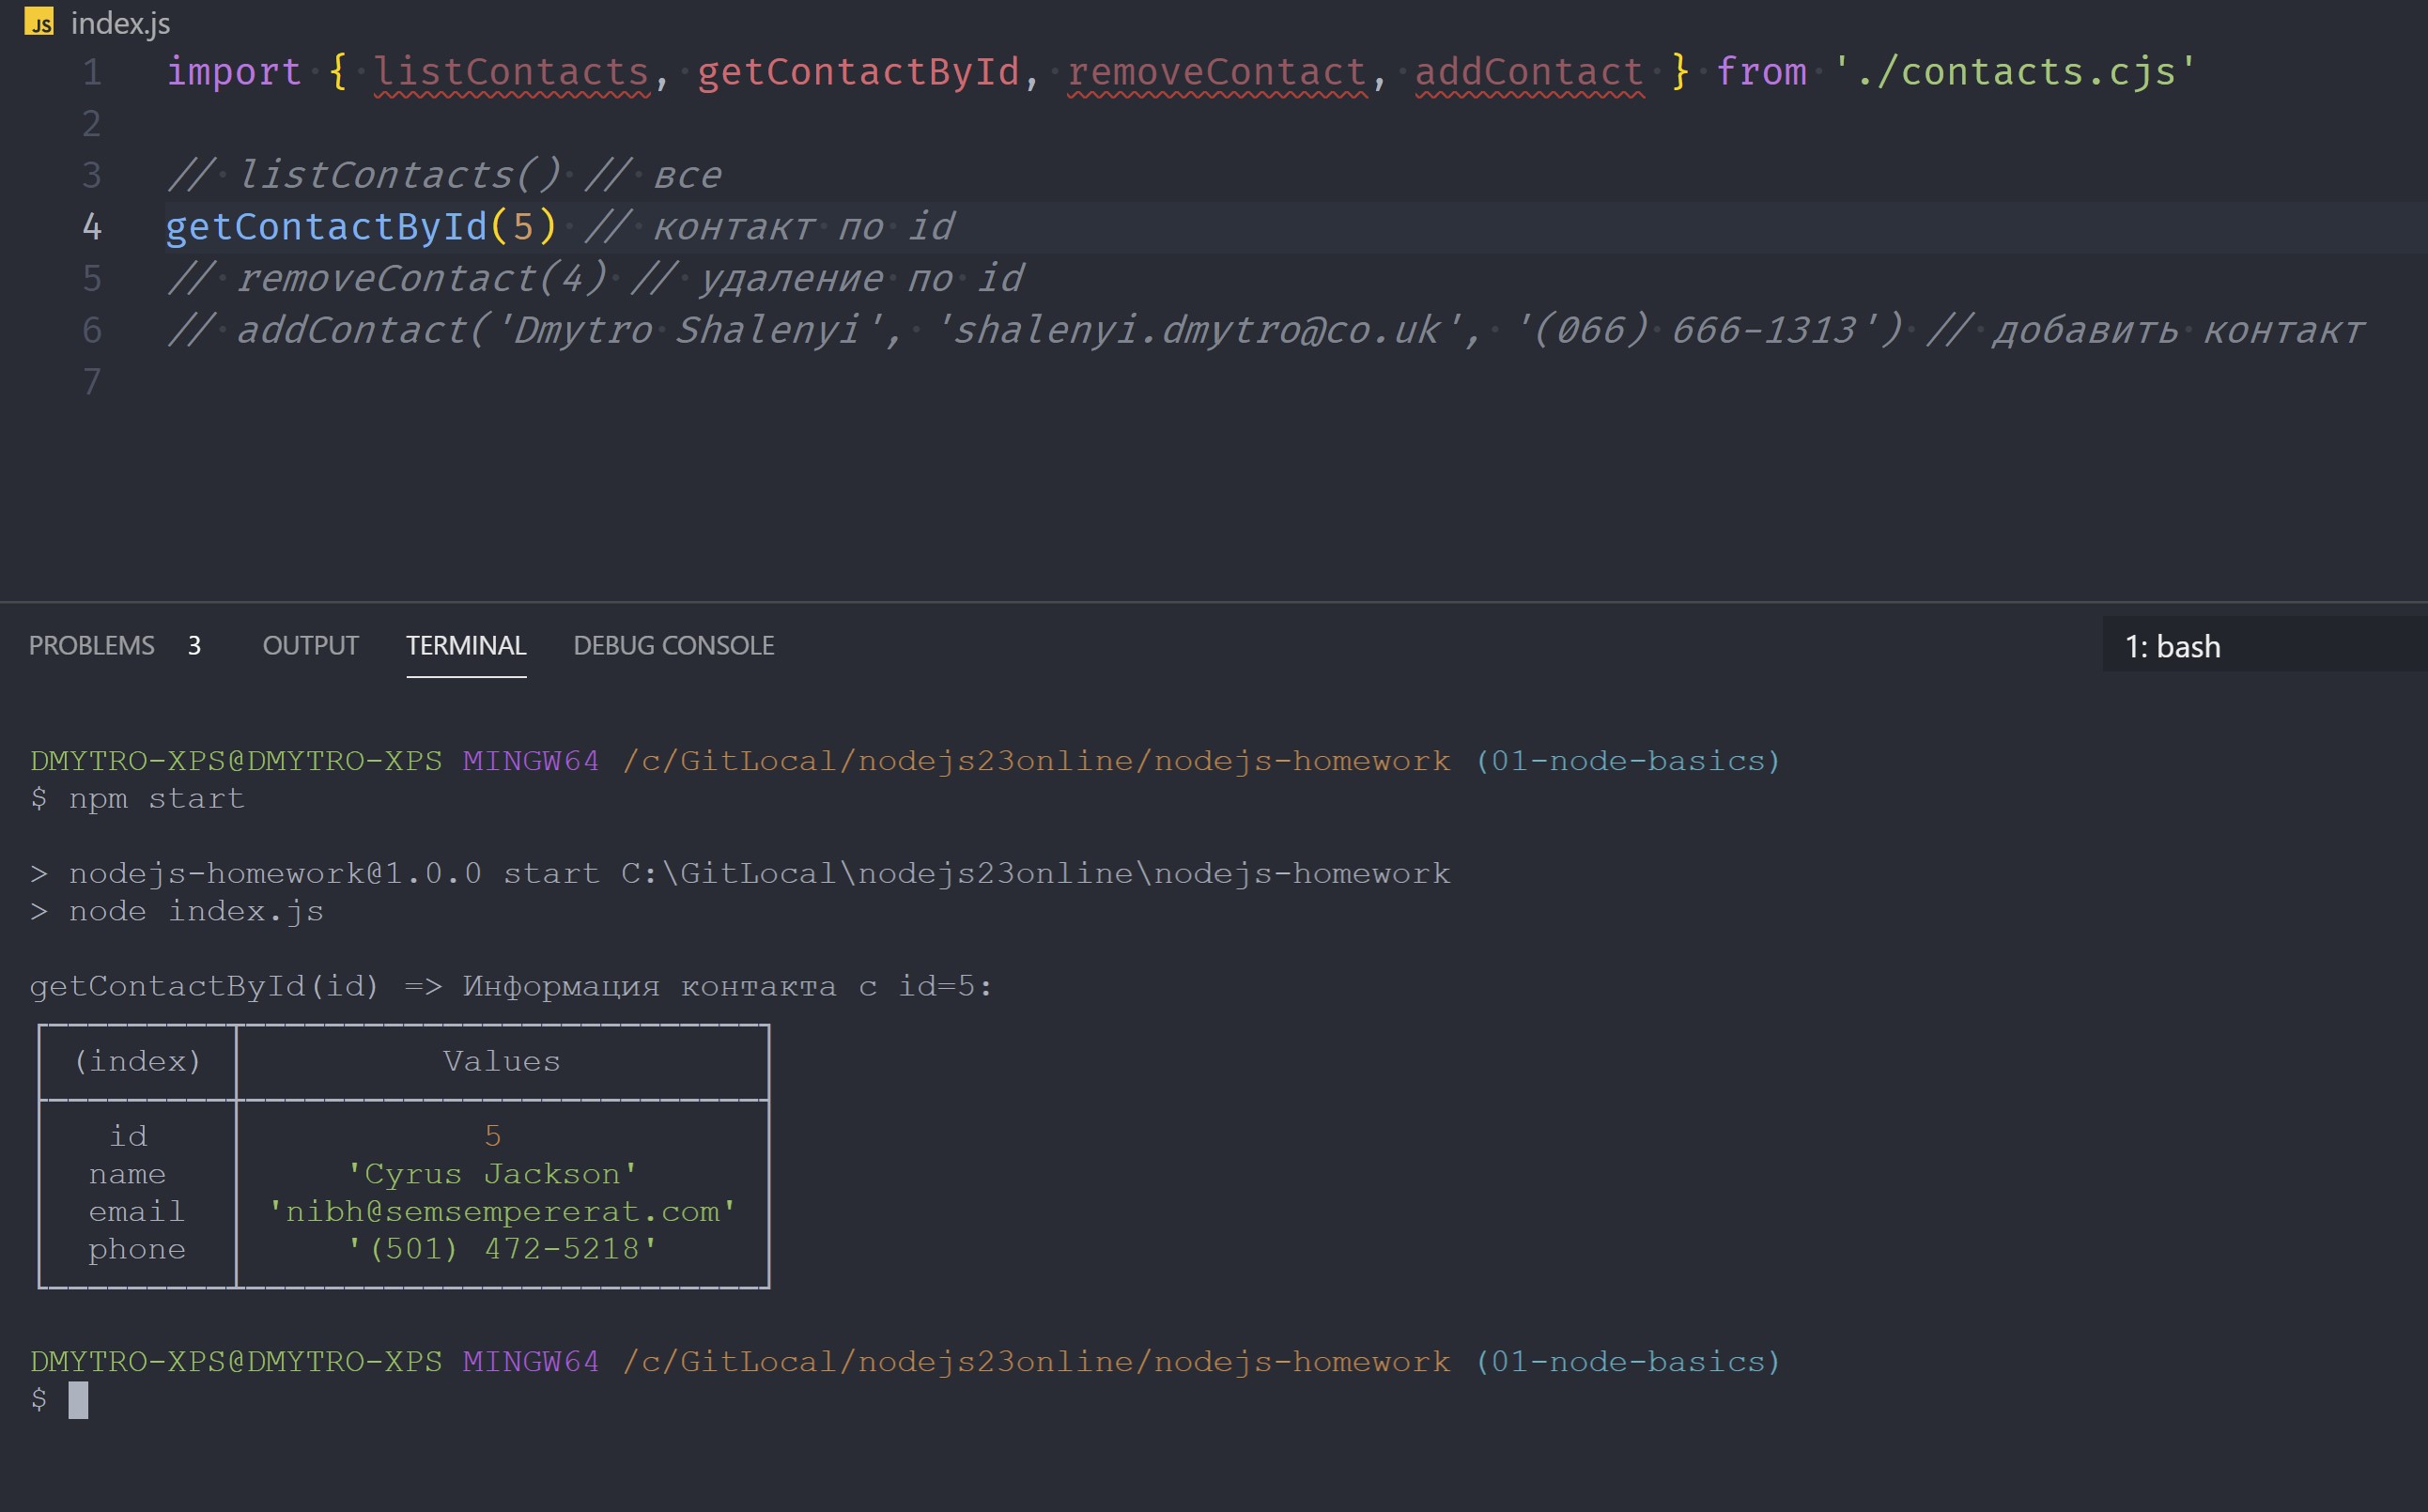 JS index.js
1 import { listContacts, getContactById, removeContact, addContact } from './contacts.cjs'
2
3 // listContacts() // все
4 getContactById(5) // контакт по id
5 // removeContact(4) // удаление по id
6 // addContact('Dmytro Shalenyi', 'shalenyi.dmytro@co.uk', '(066) 666-1313') // добавить контакт
7
PROBLEMS 3 OUTPUT TERMINAL DEBUG CONSOLE 1: bash
DMYTRO-XPS@DMYTRO-XPS MINGW64 /c/GitLocal/nodejs23online/nodejs-homework (01-node-basics)
$ npm start
> nodejs-homework@1.0.0 start C:\GitLocal\nodejs23online\nodejs-homework
> node index.js
getContactById(id) => Информация контакта с id=5:
(index) Values
id 5
name 'Cyrus Jackson'
email 'nibh@semsempererat.com'
phone '(501) 472-5218'
DMYTRO-XPS@DMYTRO-XPS MINGW64 /c/GitLocal/nodejs23online/nodejs-homework (01-node-basics)
$